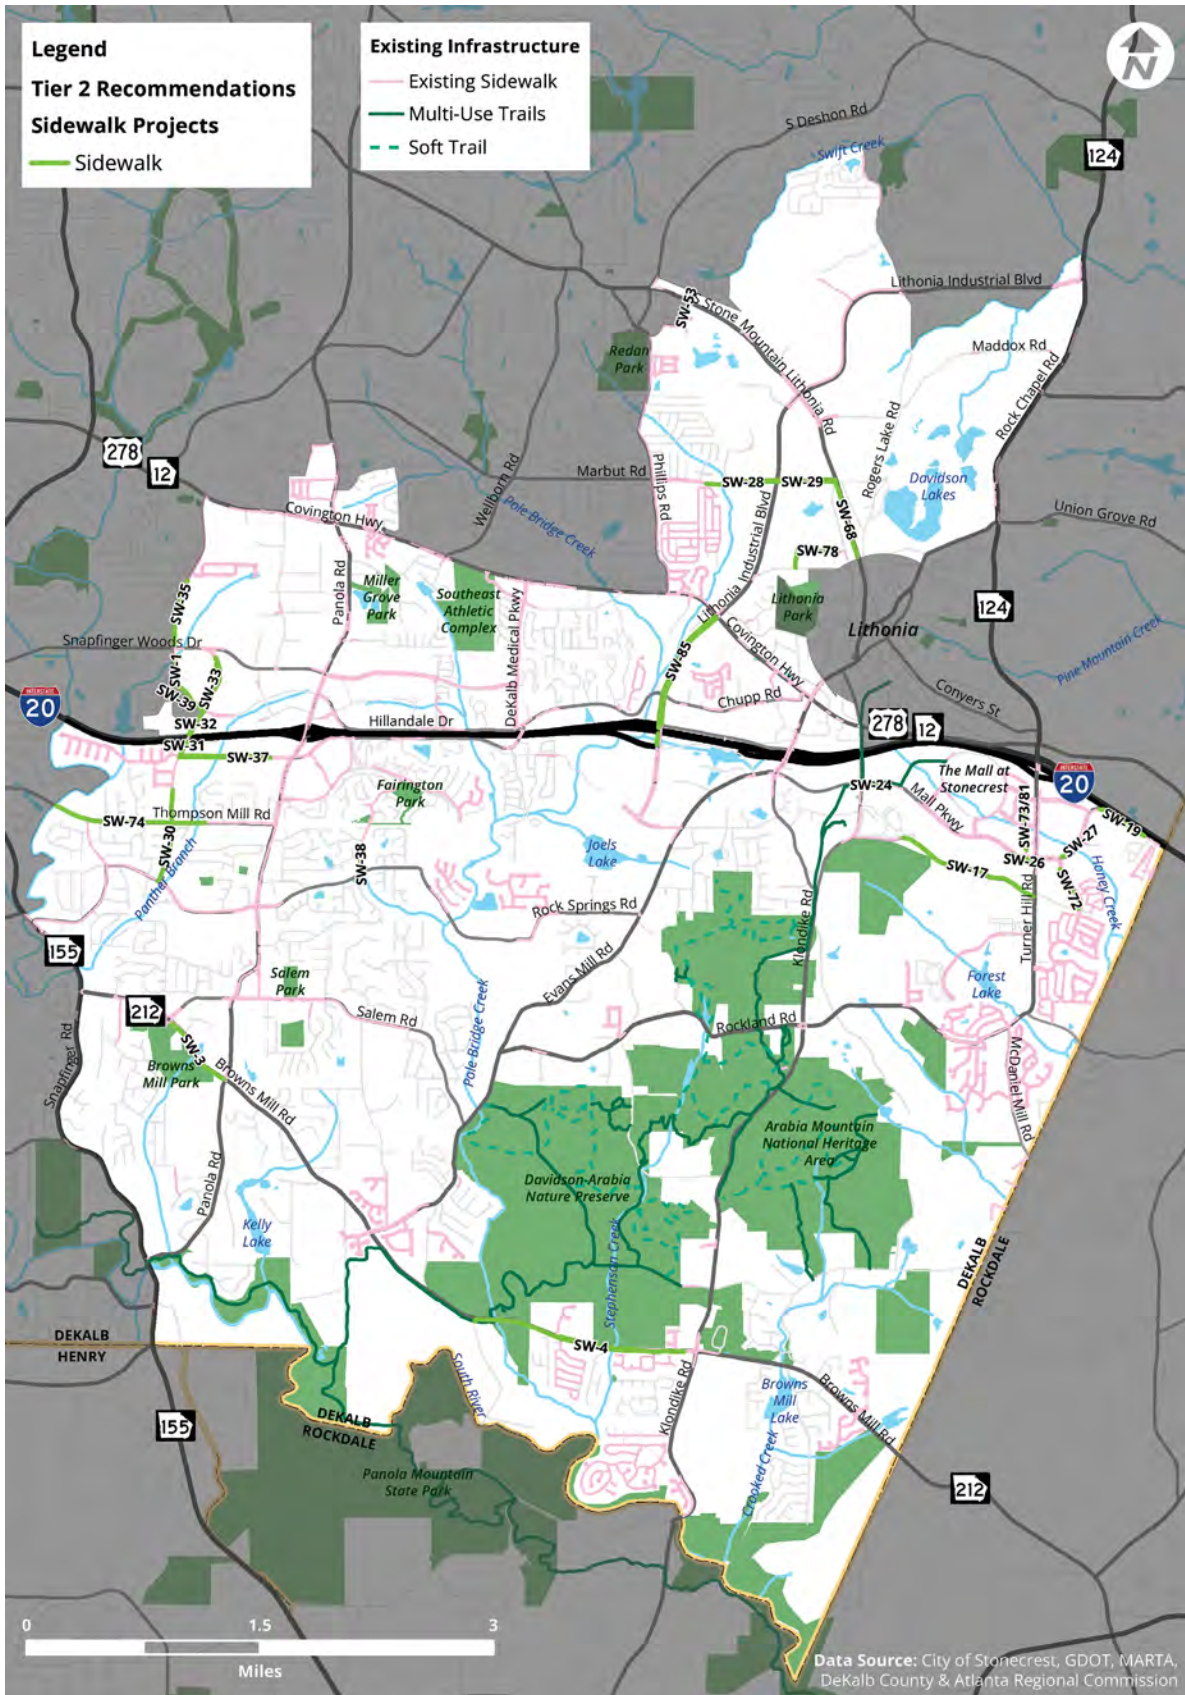 Legend
Tier 2 Recommendations
Sidewalk Projects
Sidewalk
Existing Infrastructure
Existing Sidewalk
Multi-Use Trails
Soft Trail
N
S Deshon Rd
Swift Creek
124
Lithonia Industrial Blvd
SW-53
Stone Mountain Lithonia Rd
Redan
Park
Maddox Rd
Rock Chapel Rd
Rogers Lake Rd
278
12
Wellborn Rd
Marbut Rd
Phillips Rd
SW-28
SW-29
Davidson
Lakes
SW-68
Union Grove Rd
Covington Hwy
Pole Bridge Creek
Lithonia Industrial Blvd
SW-78
SW-35
Panola Rd
Miller
Grove
Park
Southeast
Athletic
Complex
DeKalb Medical Pkwy
Lithonia
Park
Lithonia
124
Pine Mountain Creek
Snapfinger Woods Dr
SW-1
SW-33
SW-39
SW-85
Covington Hwy
Chupp Rd
Conyers St
INTERSTATE
20
SW-32
SW-31
Hillandale Dr
278
12
SW-37
Fairington
Park
The Mall at
Stonecrest
INTERSTATE
20
SW-24
Mall Pkwy
SW-73/81
SW-19
SW-74
Thompson Mill Rd
SW-30
SW-38
Joels
Lake
SW-27
SW-26
SW-17
SW-72
Honey Creek
Panther Branch
Rock Springs Rd
Klondike Rd
Turner Hill Rd
155
Salem
Park
Evans Mill Rd
Forest
Lake
212
Salem Rd
Pole Bridge Creek
Rockland Rd
Snapfinger Rd
SW-3
Browns
Mill Park
Browns Mill Rd
McDaniel Mill Rd
Arabia Mountain
National Heritage
Area
Panola Rd
Davidson-Arabia
Nature Preserve
Kelly
Lake
Stephenson Creek
DEKALB
ROCKDALE
DEKALB
HENRY
SW-4
South River
Klondike Rd
Browns
Mill
Lake
Browns Mill Rd
155
DEKALB
ROCKDALE
Panola Mountain
State Park
Crooked Creek
212
0
1.5
3
Miles
Data Source: City of Stonecrest, GDOT, MARTA,
DeKalb County & Atlanta Regional Commission